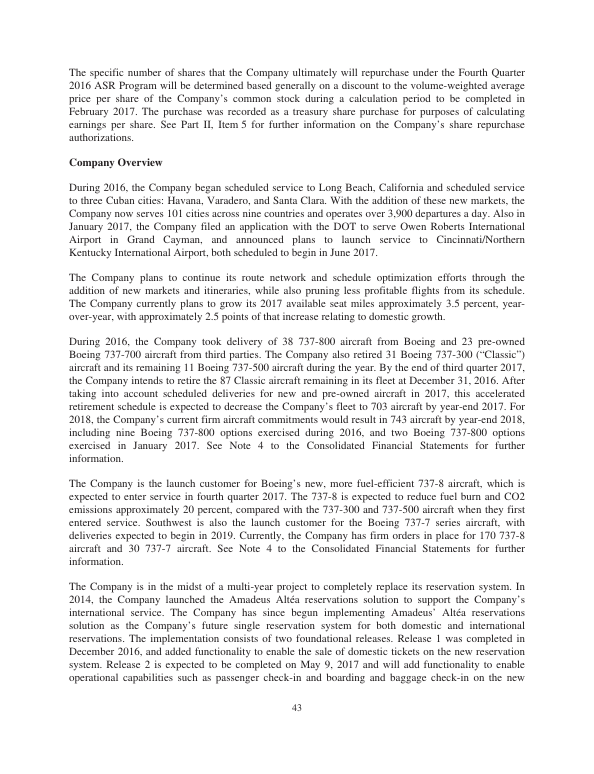 The specific number of shares that the Company ultimately will repurchase under the Fourth Quarter
2016 ASR Program will be determined based generally on a discount to the volume-weighted average
price per share of the Company's common stock during a calculation period to be completed in
February 2017. The purchase was recorded as a treasury share purchase for purposes of calculating
earnings per share. See Part II, Item 5 for further information on the Company's share repurchase
authorizations.
Company Overview
During 2016, the Company began scheduled service to Long Beach, California and scheduled service
to three Cuban cities: Havana, Varadero, and Santa Clara. With the addition of these new markets, the
Company now serves 101 cities across nine countries and operates over 3,900 departures a day. Also in
January 2017, the Company filed an application with the DOT to serve Owen Roberts International
Airport in Grand Cayman, and announced plans to launch service to Cincinnati/Northern
Kentucky International Airport, both scheduled to begin in June 2017.
The Company plans to continue its route network and schedule optimization efforts through the
addition of new markets and itineraries, while also pruning less profitable flights from its schedule.
The Company currently plans to grow its 2017 available seat miles approximately 3.5 percent, year-
over-year, with approximately 2.5 points of that increase relating to domestic growth.
During 2016, the Company took delivery of 38 737-800 aircraft from Boeing and 23 pre-owned
Boeing 737-700 aircraft from third parties. The Company also retired 31 Boeing 737-300 (“Classic”)
aircraft and its remaining 11 Boeing 737-500 aircraft during the year. By the end of third quarter 2017,
the Company intends to retire the 87 Classic aircraft remaining in its fleet at December 31, 2016. After
taking into account scheduled deliveries for new and pre-owned aircraft in 2017, this accelerated
retirement schedule is expected to decrease the Company's fleet to 703 aircraft by year-end 2017. For
2018, the Company's current firm aircraft commitments would result in 743 aircraft by year-end 2018,
including nine Boeing 737-800 options exercised during 2016, and two Boeing 737-800 options
exercised in January 2017. See Note 4 to the Consolidated Financial Statements for further
information.
The Company is the launch customer for Boeing's new, more fuel-efficient 737-8 aircraft, which is
expected to enter service in fourth quarter 2017. The 737-8 is expected to reduce fuel burn and CO2
emissions approximately 20 percent, compared with the 737-300 and 737-500 aircraft when they first
entered service. Southwest is also the launch customer for the Boeing 737-7 series aircraft, with
deliveries expected to begin in 2019. Currently, the Company has firm orders in place for 170 737-8
aircraft and 30 737-7 aircraft. See Note 4 to the Consolidated Financial Statements for further
information.
The Company is in the midst of a multi-year project to completely replace its reservation system. In
2014, the Company launched the Amadeus Altéa reservations solution to support the Company's
international service. The Company has since begun implementing Amadeus' Altéa reservations
solution as the Company's future single reservation system for both domestic and international
reservations. The implementation consists of two foundational releases. Release 1 was completed in
December 2016, and added functionality to enable the sale of domestic tickets on the new reservation
system. Release 2 is expected to be completed on May 9, 2017 and will add functionality to enable
operational capabilities such as passenger check-in and boarding and baggage check-in on the new
43